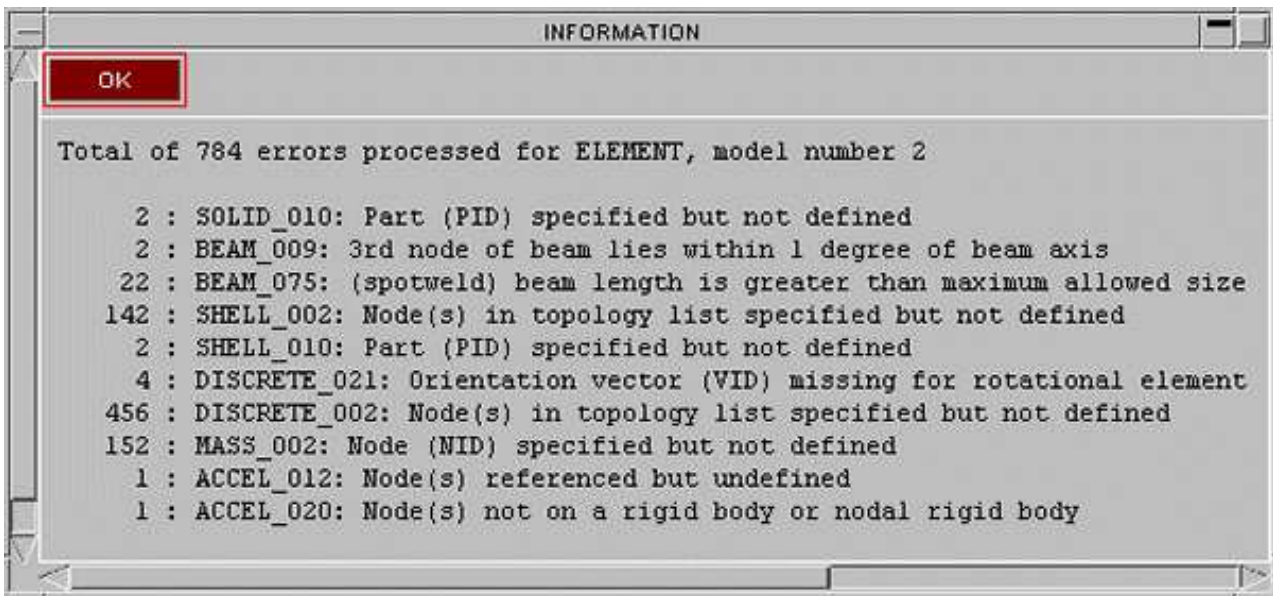 INFORMATION
OK
Total of 784 errors processed for ELEMENT, model number 2
2 : SOLID_010: Part (PID) specified but not defined
2 : BEAM_009: 3rd node of beam lies within 1 degree of beam axis
22 : BEAM_075: (spotweld) beam length is greater than maximum allowed size
142 : SHELL_002: Node(s) in topology list specified but not defined
2 : SHELL_010: Part (PID) specified but not defined
4 : DISCRETE_021: Orientation vector (VID) missing for rotational element
456 : DISCRETE_002: Node(s) in topology list specified but not defined
152 : MASS_002: Node (NID) specified but not defined
1 : ACCEL_012: Node(s) referenced but undefined
1 : ACCEL_020: Node(s) not on a rigid body or nodal rigid body